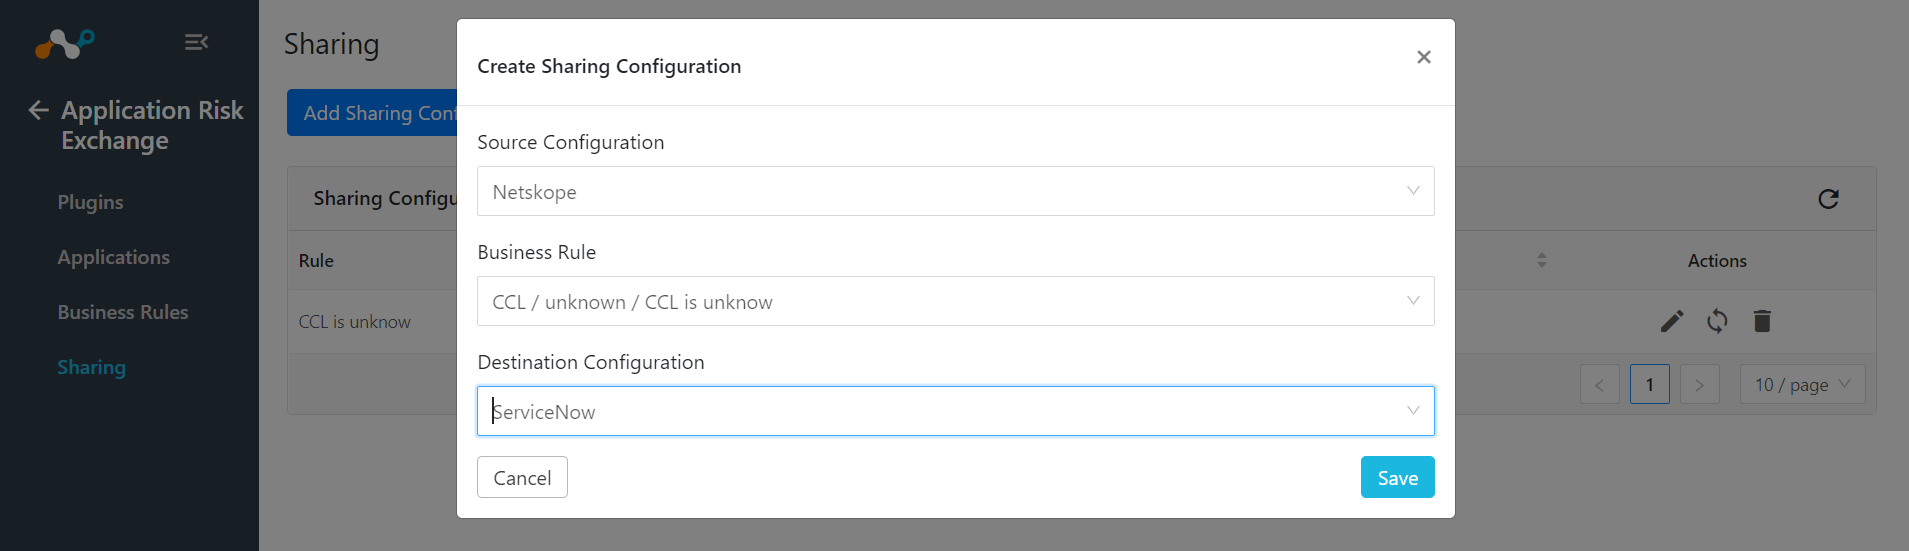 Application Risk
Exchange
Plugins
Applications
Business Rules
Sharing
Sharing
Add Sharing Conf
Sharing Configu
Rule
Actions
CCL is unknow
1
10 / page
Create Sharing Configuration
Source Configuration
Netskope
Business Rule
CCL / unknown / CCL is unknow
Destination Configuration
ServiceNow
Cancel
Save